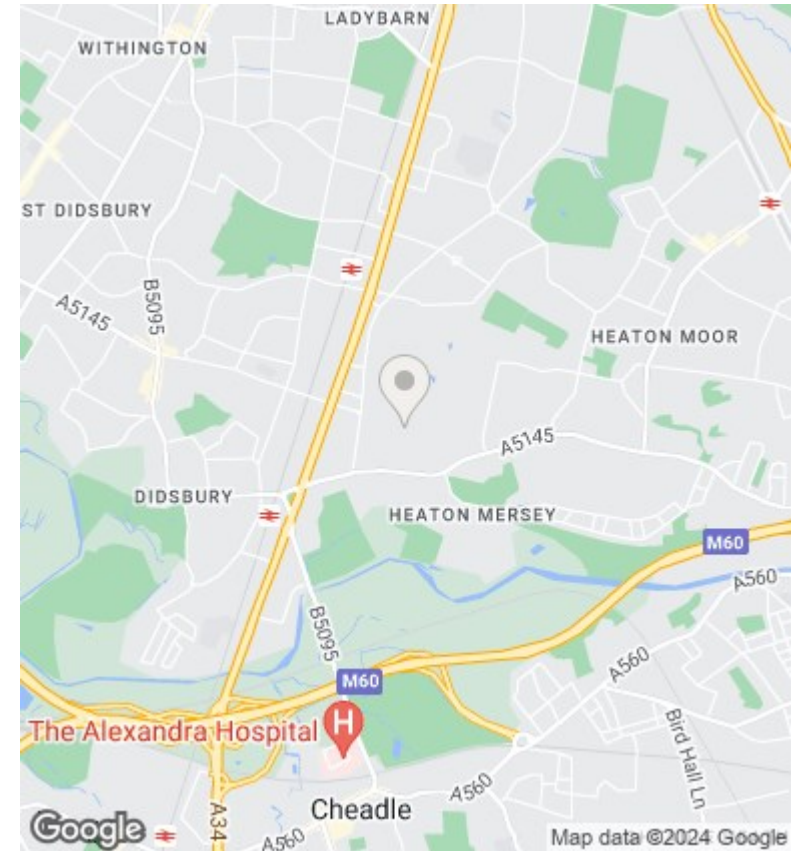 LADYBARN
WITHINGTON
ST DIDSBURY
B5095
A5145
HEATON MOOR
A5145
DIDSBURY
HEATON MERSEY
M60
A560
B5095
A560
M60
The Alexandra Hospital
H
Bird Hall Ln
A560
Cheadle
A34
A560
Google
Map data ©2024 Google